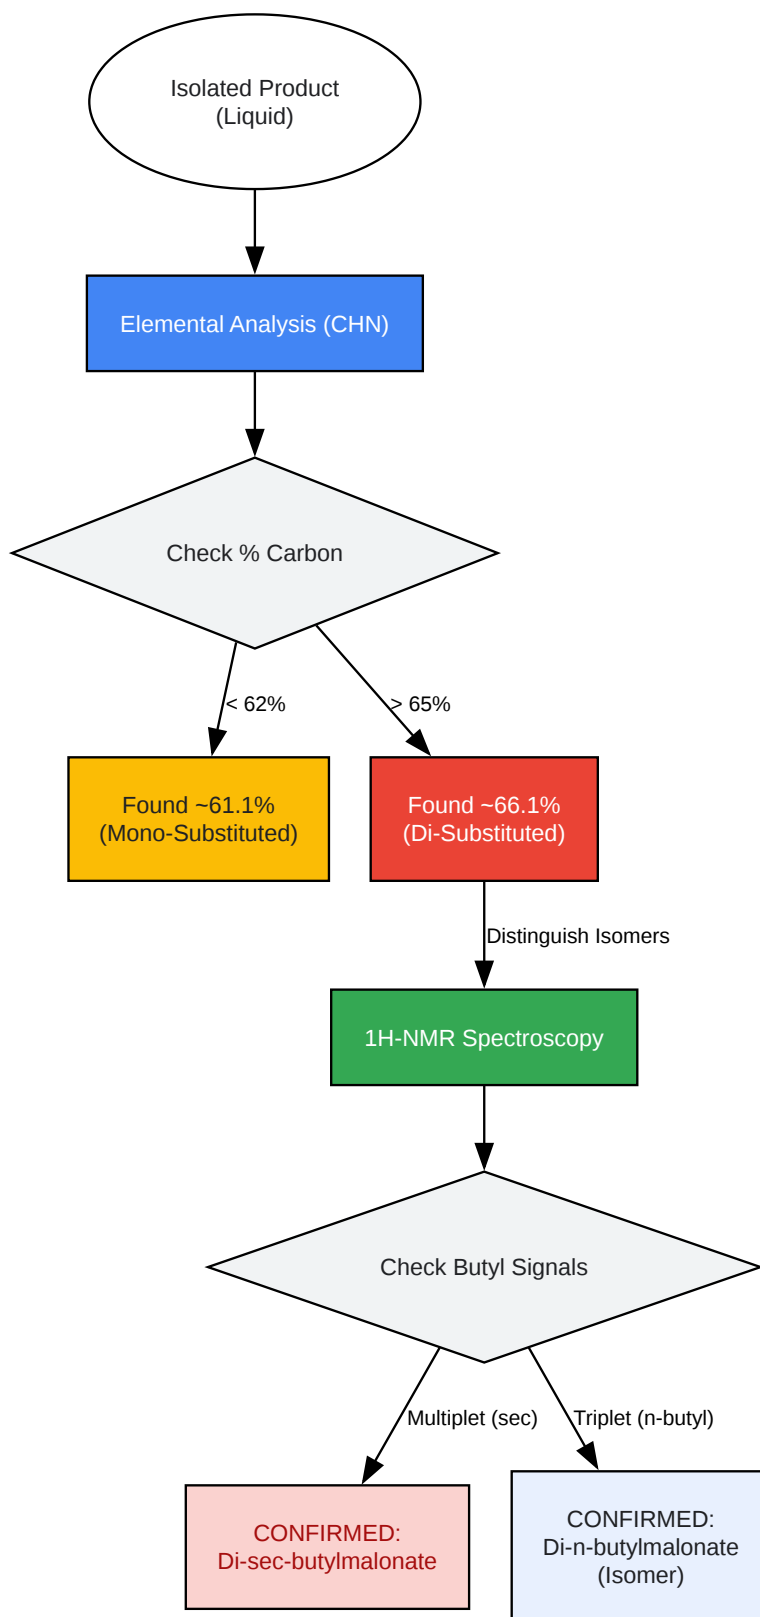 Isolated Product
(Liquid)
Elemental Analysis (CHN)
Check % Carbon
< 62%
> 65%
Found ~61.1%
(Mono-Substituted)
Found ~66.1%
(Di-Substituted)
Distinguish Isomers
1H-NMR Spectroscopy
Check Butyl Signals
Multiplet (sec)
Triplet (n-butyl)
CONFIRMED:
Di-sec-butylmalonate
CONFIRMED:
Di-n-butylmalonate
(Isomer)